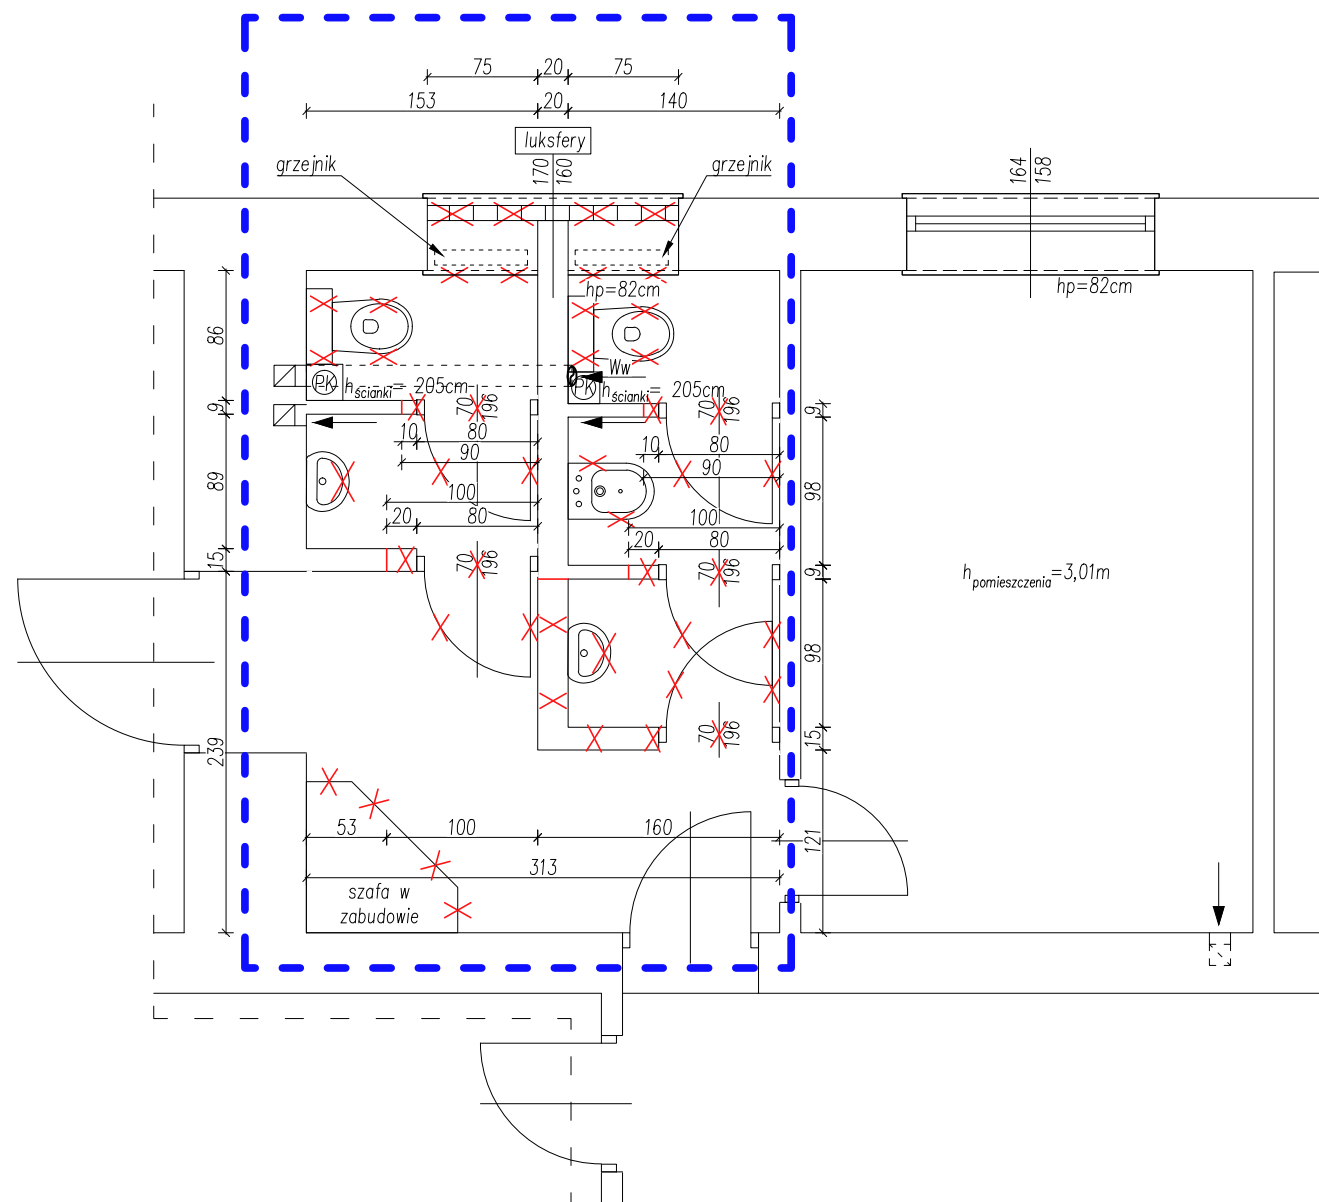 75 20 75
153 20 140
luksfery
grzejnik
170
160
grzejnik
164
158
hp=82cm
hp=82cm
86
Ww
PK hścianki= 205cm
PK hścianki= 205cm
9
70
196
70
196
9
10 80
10 80
90
90
89
98
100
100
20 80
20 80
15
70
196
70
196
9
hpomieszczenia=3,01m
98
239
70
196
15
53 100 160
121
313
szafa w
zabudowie